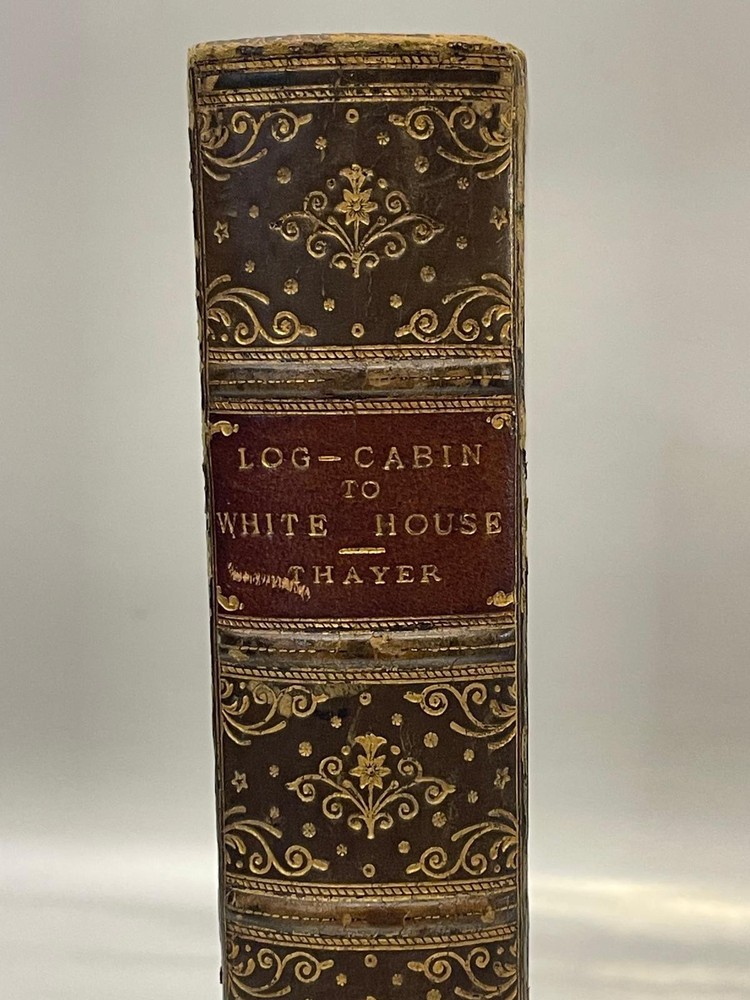 LOG-CABIN
TO
WHITE HOUSE
THAYER